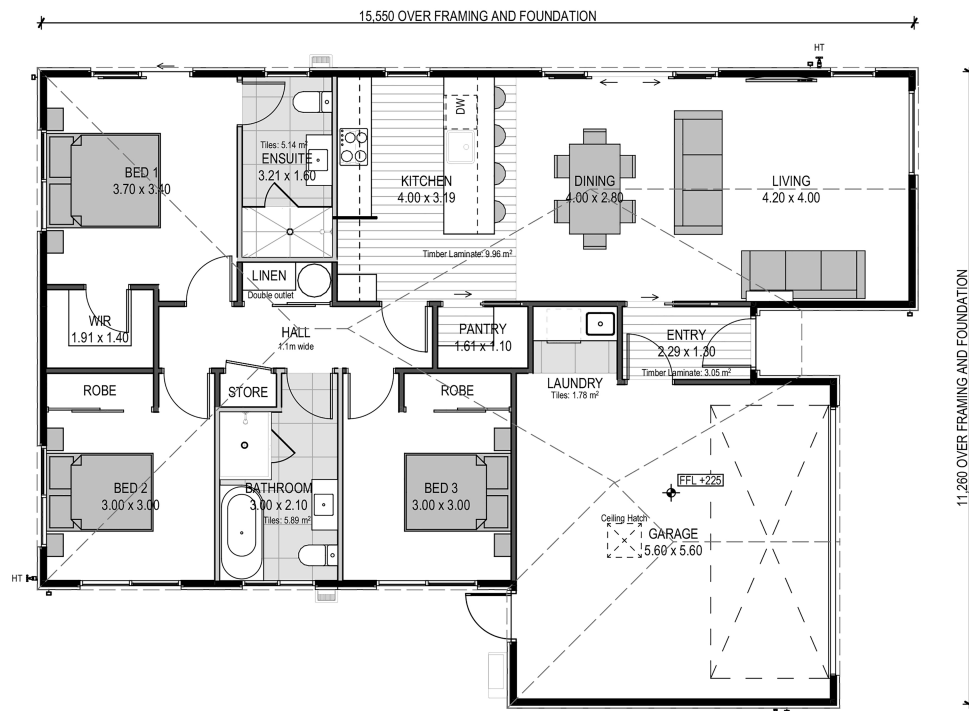 15,550 OVER FRAMING AND FOUNDATION
HT
11,260 OVER FRAMING AND FOUNDATION
BED 1
3.70 x 3.40
Tiles: 5.14 m²
ENSUITE
3.21 x 1.60
KITCHEN
4.00 x 3.19
DW
Timber Laminate: 9.96 m²
DINING
4.00 x 2.80
LIVING
4.20 x 4.00
LINEN
Double outlet
WIR
1.91 x 1.40
HALL
1.1m wide
PANTRY
1.61 x 1.10
LAUNDRY
Tiles: 1.78 m²
ENTRY
2.29 x 1.30
Timber Laminate: 3.05 m²
ROBE
STORE
ROBE
BED 2
3.00 x 3.00
BATHROOM
3.00 x 2.10
Tiles: 5.89 m²
BED 3
3.00 x 3.00
FFL +225
Ceiling Hatch
GARAGE
5.60 x 5.60
HT